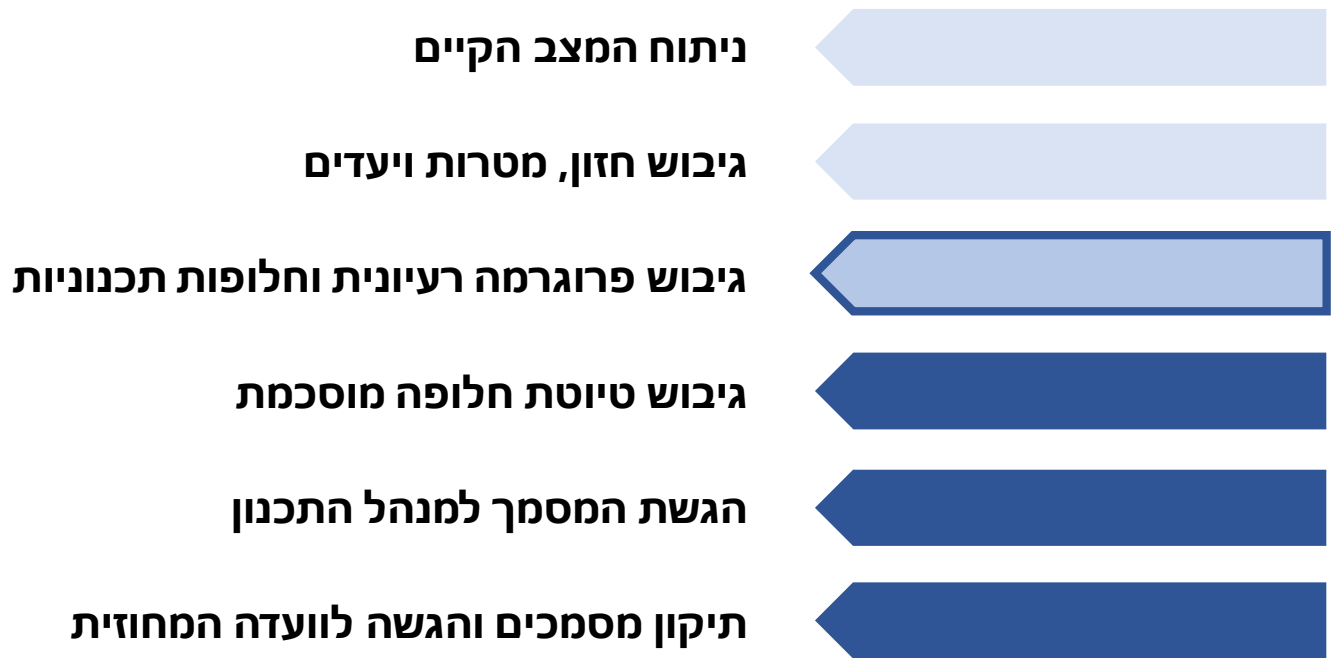 ניתוח המצב הקיים
גיבוש חזון, מטרות ויעדים
גיבוש פרוגרמה רעיונית וחלופות תכנוניות
גיבוש טיוטת חלופה מוסכמת
הגשת המסמך למנהל התכנון
תיקון מסמכים והגשה לוועדה המחוזית